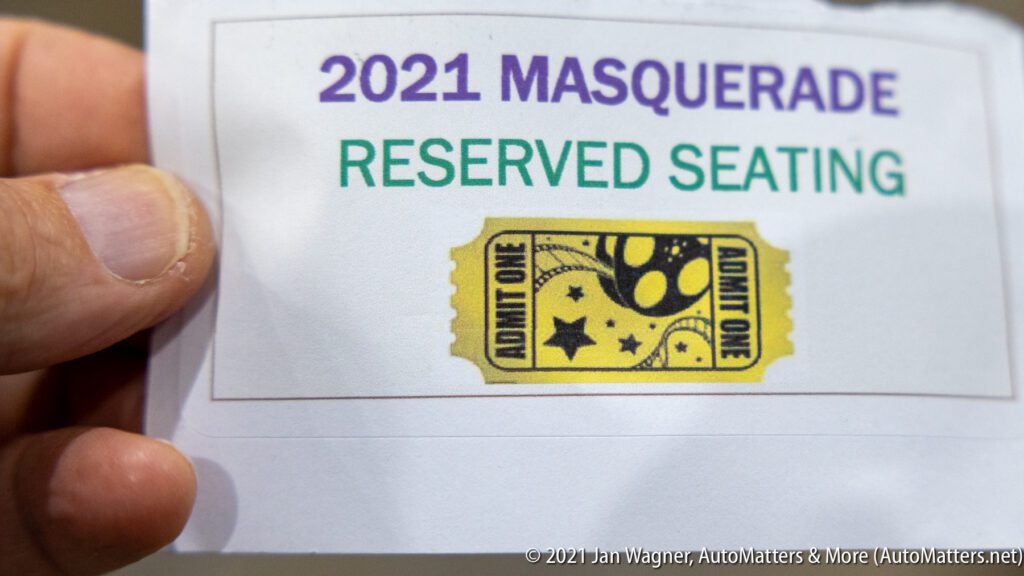 2021 MASQUERADE
RESERVED SEATING
ADMIT ONE
ADMIT ONE
© 2021 Jan Wagner, AutoMatters & More (AutoMatters.net)